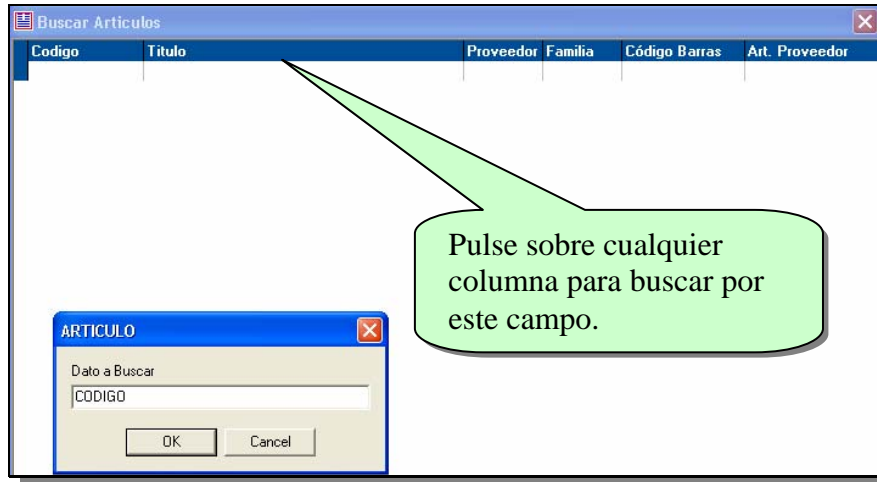 Buscar Articulos
Codigo Titulo Proveedor Familia Código Barras Art. Proveedor
Pulse sobre cualquier
columna para buscar por
este campo.
ARTICULO
Dato a Buscar
CODIGO
OK Cancel